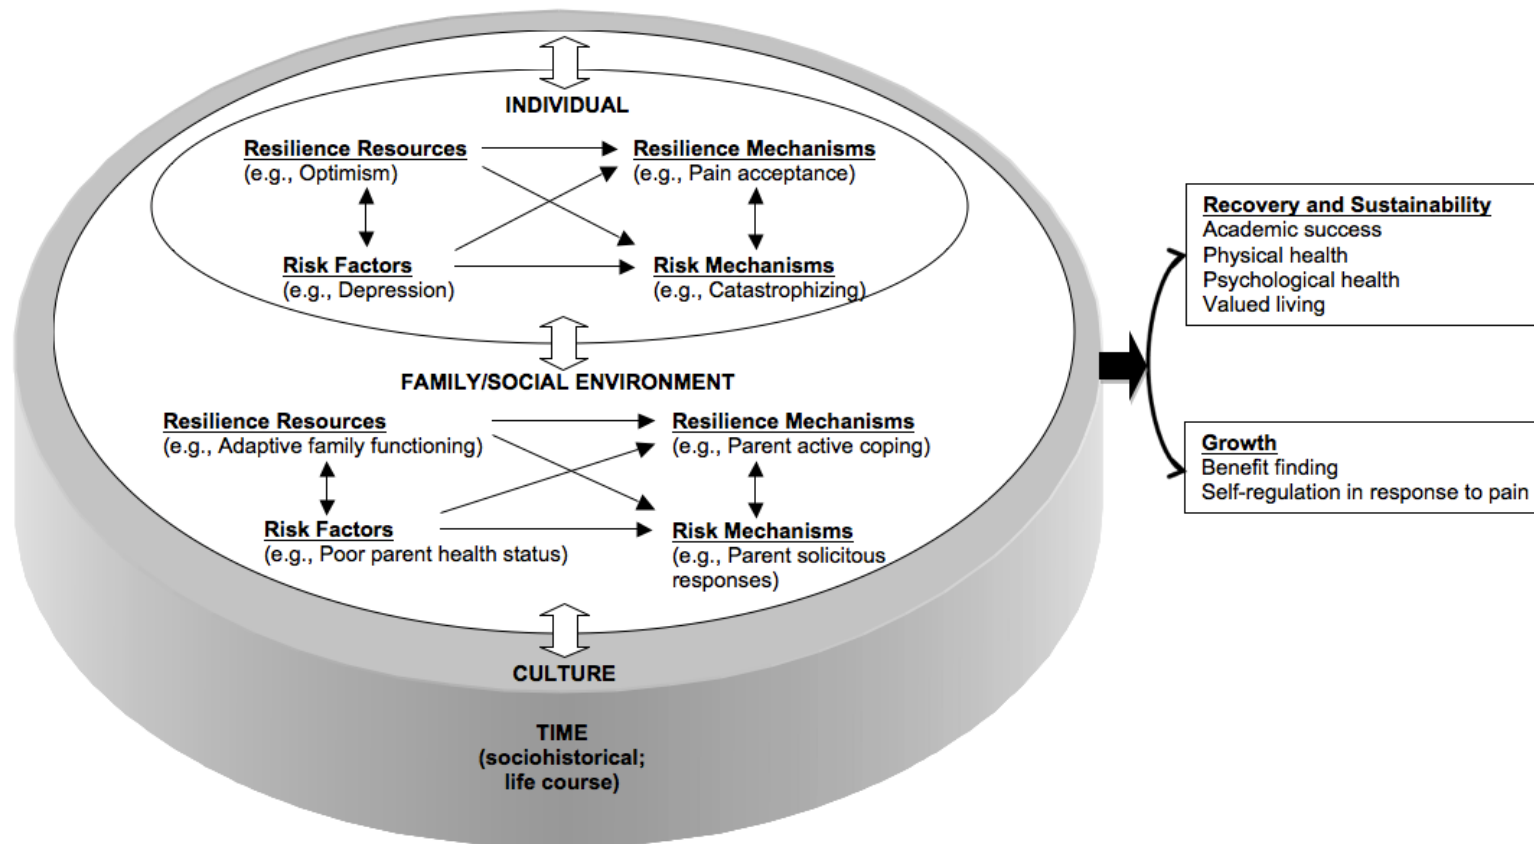 INDIVIDUAL
Resilience Resources
(e.g., Optimism)
Resilience Mechanisms
(e.g., Pain acceptance)
Risk Factors
(e.g., Depression)
Risk Mechanisms
(e.g., Catastrophizing)
FAMILY/SOCIAL ENVIRONMENT
Resilience Resources
(e.g., Adaptive family functioning)
Resilience Mechanisms
(e.g., Parent active coping)
Risk Factors
(e.g., Poor parent health status)
Risk Mechanisms
(e.g., Parent solicitous
responses)
CULTURE
TIME
(sociohistorical;
life course)
Recovery and Sustainability
Academic success
Physical health
Psychological health
Valued living
Growth
Benefit finding
Self-regulation in response to pain